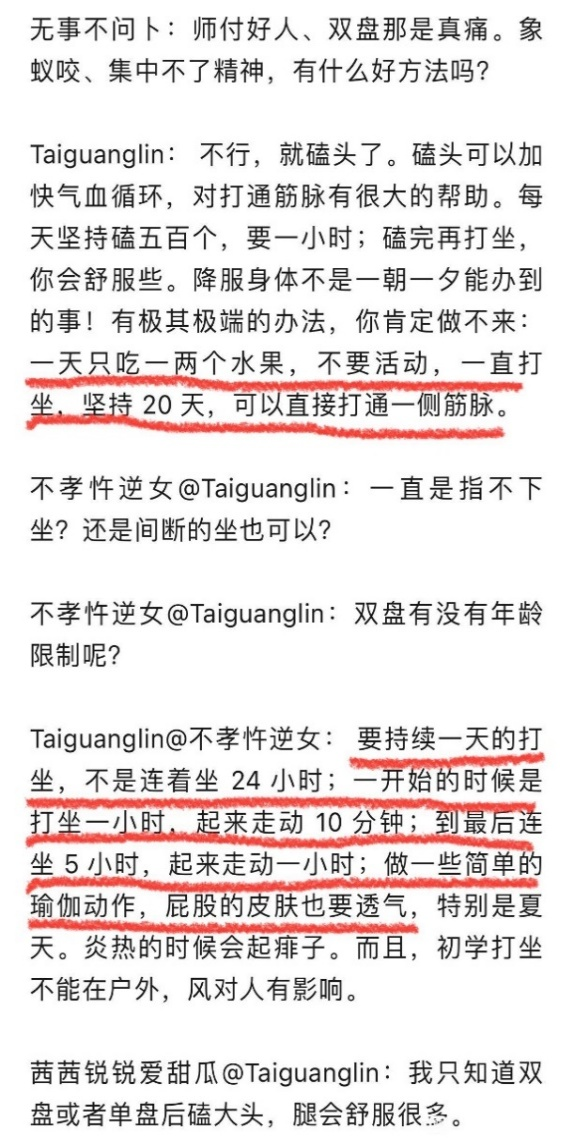 无事不问卜：师付好人、双盘那是真痛。象
蚁咬、集中不了精神，有什么好方法吗？
Taiguanglin： 不行，就磕头了。磕头可以加
快气血循环，对打通筋脉有很大的帮助。每
天坚持磕五百个，要一小时；磕完再打坐，
你会舒服些。降服身体不是一朝一夕能办到
的事！有极其极端的办法，你肯定做不来：
一天只吃一两个水果，不要活动，一直打
坐，坚持 20 天，可以直接打通一侧筋脉。
不孝忤逆女@Taiguanglin：一直是指不下
坐？还是间断的坐也可以？
不孝忤逆女@Taiguanglin：双盘有没有年龄
限制呢？
Taiguanglin@不孝忤逆女： 要持续一天的打
坐，不是连着坐 24 小时；一开始的时候是
打坐一小时，起来走动 10 分钟；到最后连
坐 5 小时，起来走动一小时；做一些简单的
瑜伽动作，屁股的皮肤也要透气，特别是夏
天。炎热的时候会起痱子。而且，初学打坐
不能在户外，风对人有影响。
茜茜锐锐爱甜瓜@Taiguanglin：我只知道双
盘或者单盘后磕大头，腿会舒服很多。